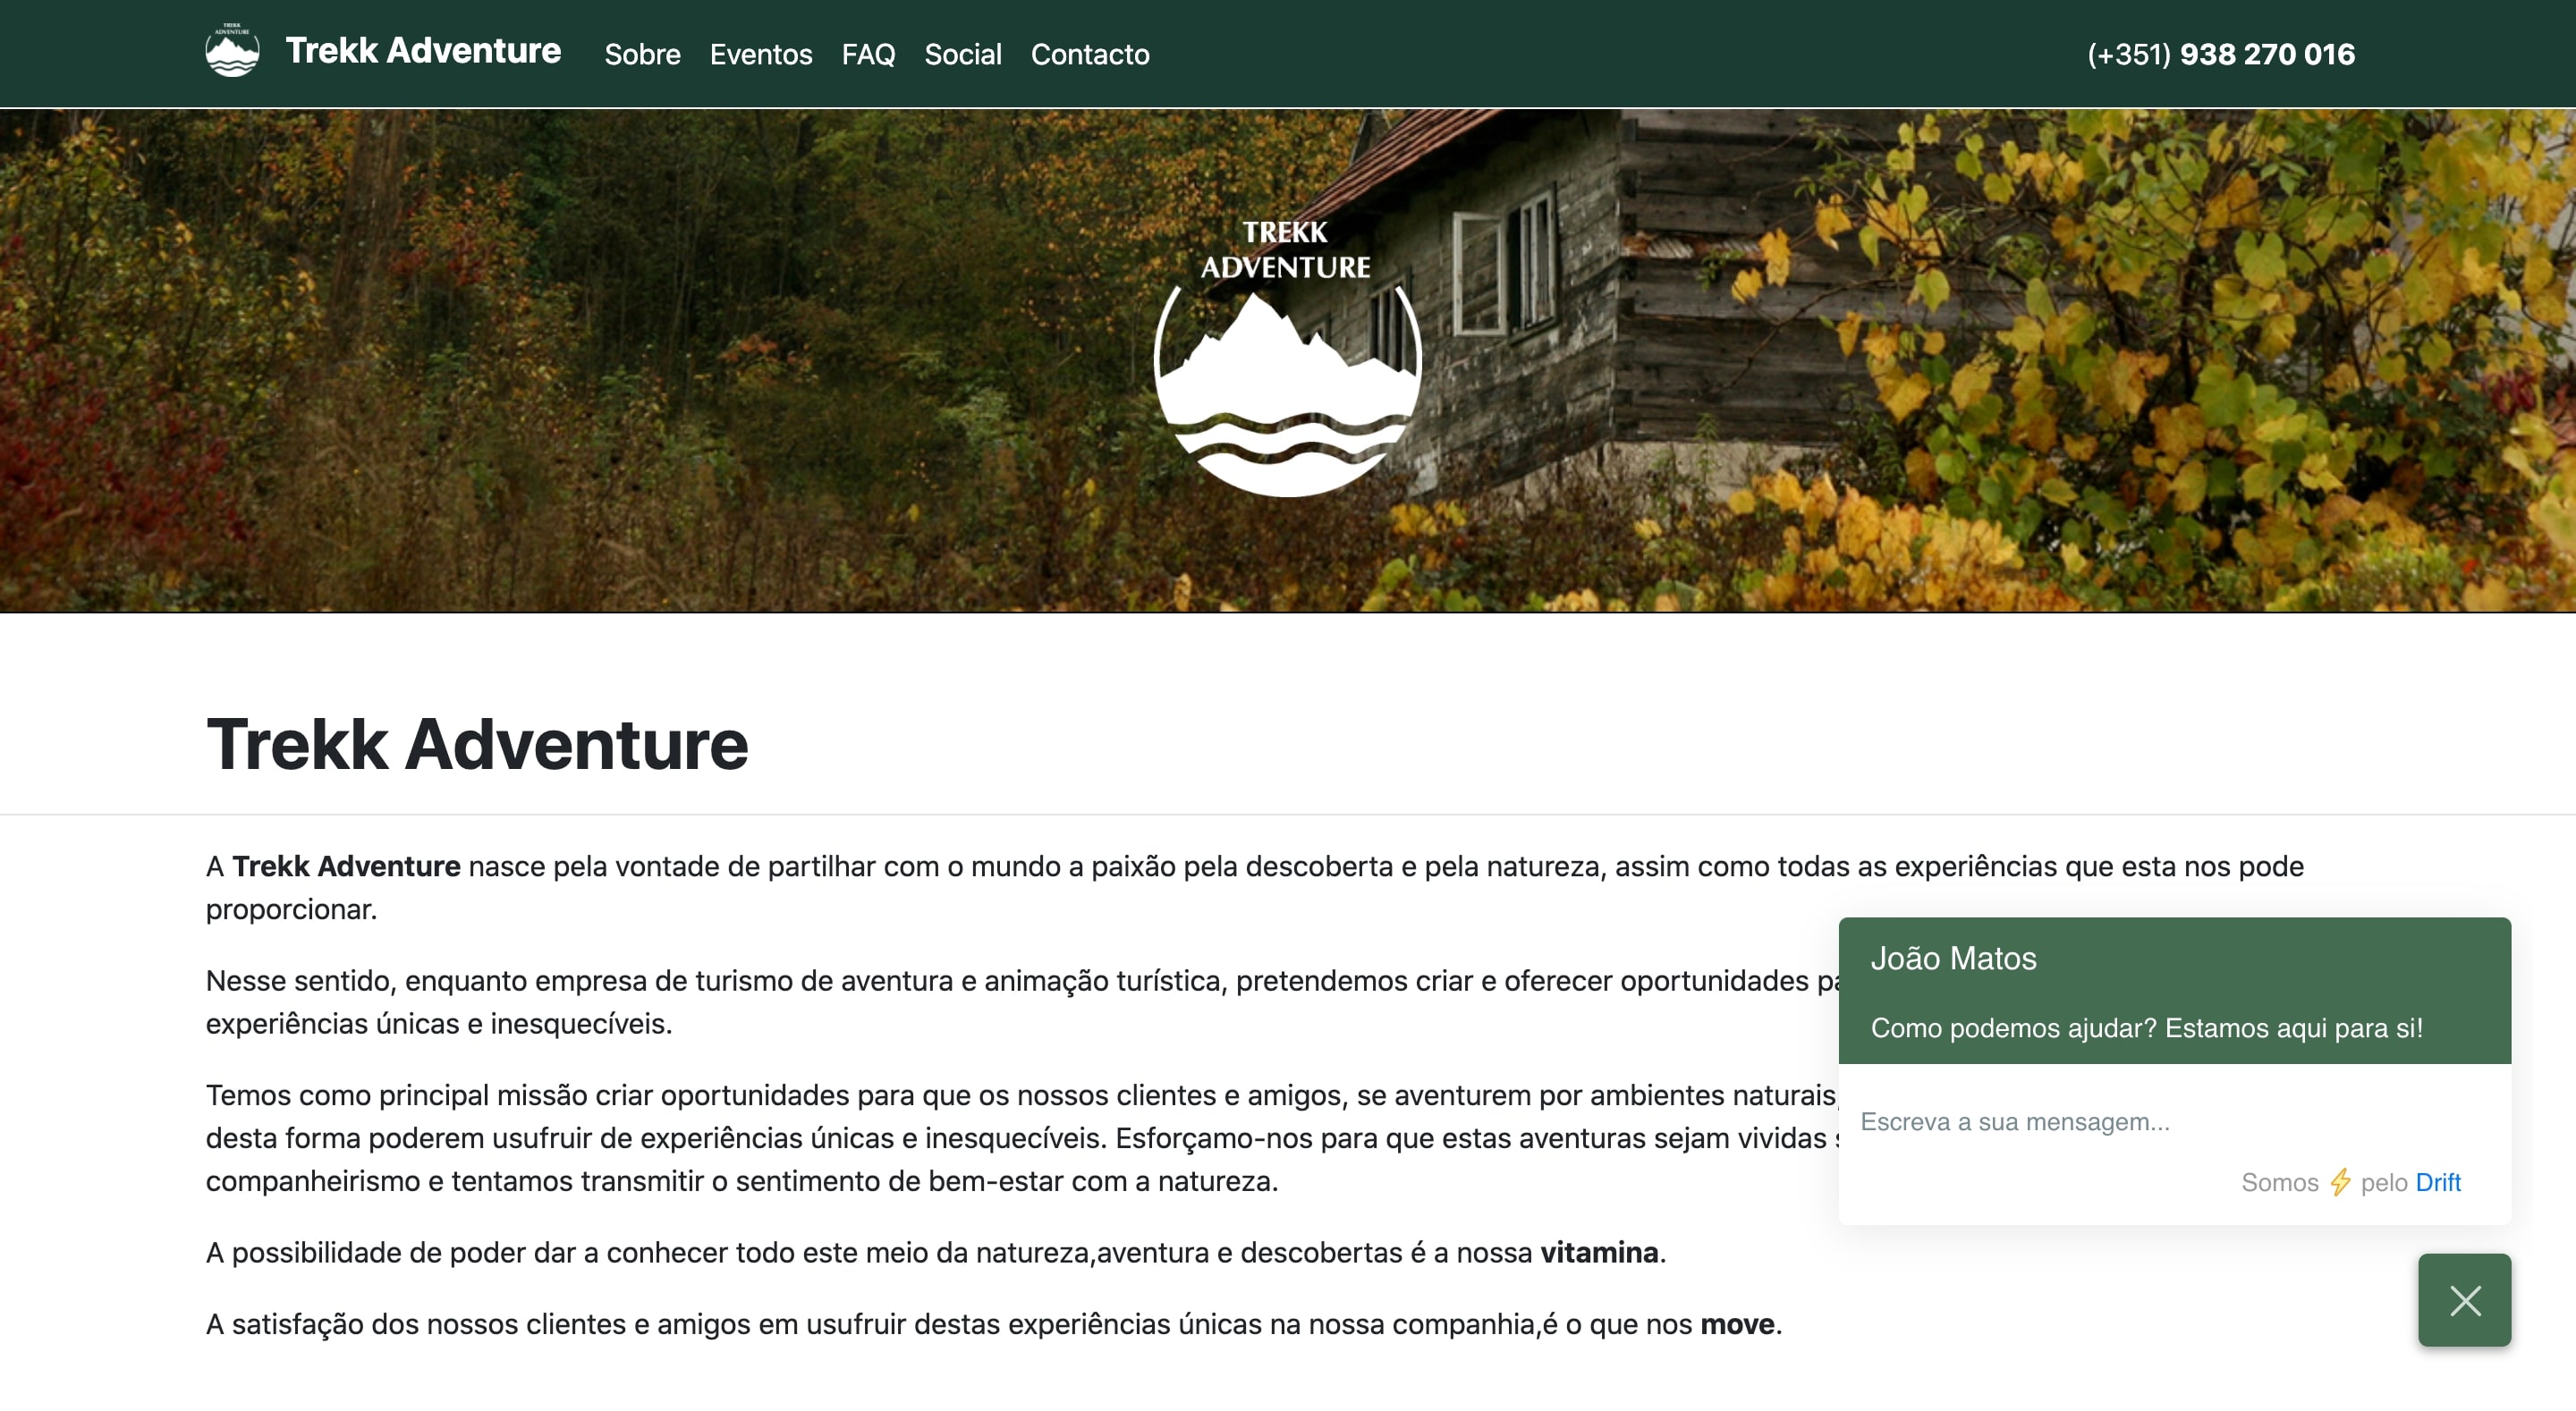 TREKK
ADVENTURE
Trekk Adventure
Sobre
Eventos
FAQ
Social
Contacto
(+351) 938 270 016
TREKK
ADVENTURE
Trekk Adventure
A Trekk Adventure nasce pela vontade de partilhar com o mundo a paixão pela descoberta e pela natureza, assim como todas as experiências que esta nos pode
proporcionar.
Nesse sentido, enquanto empresa de turismo de aventura e animação turística, pretendemos criar e oferecer oportunidades
experiências únicas e inesquecíveis.
Temos como principal missão criar oportunidades para que os nossos clientes e amigos, se aventurem por ambientes naturais,
desta forma poderem usufruir de experiências únicas e inesquecíveis. Esforçamo-nos para que estas aventuras sejam vividas
companheirismo e tentamos transmitir o sentimento de bem-estar com a natureza.
A possibilidade de poder dar a conhecer todo este meio da natureza,aventura e descobertas é a nossa vitamina.
A satisfação dos nossos clientes e amigos em usufruir destas experiências únicas na nossa companhia,é o que nos move.
João Matos
Como podemos ajudar? Estamos aqui para si!
Escreva a sua mensagem...
Somos ⚡ pelo Drift